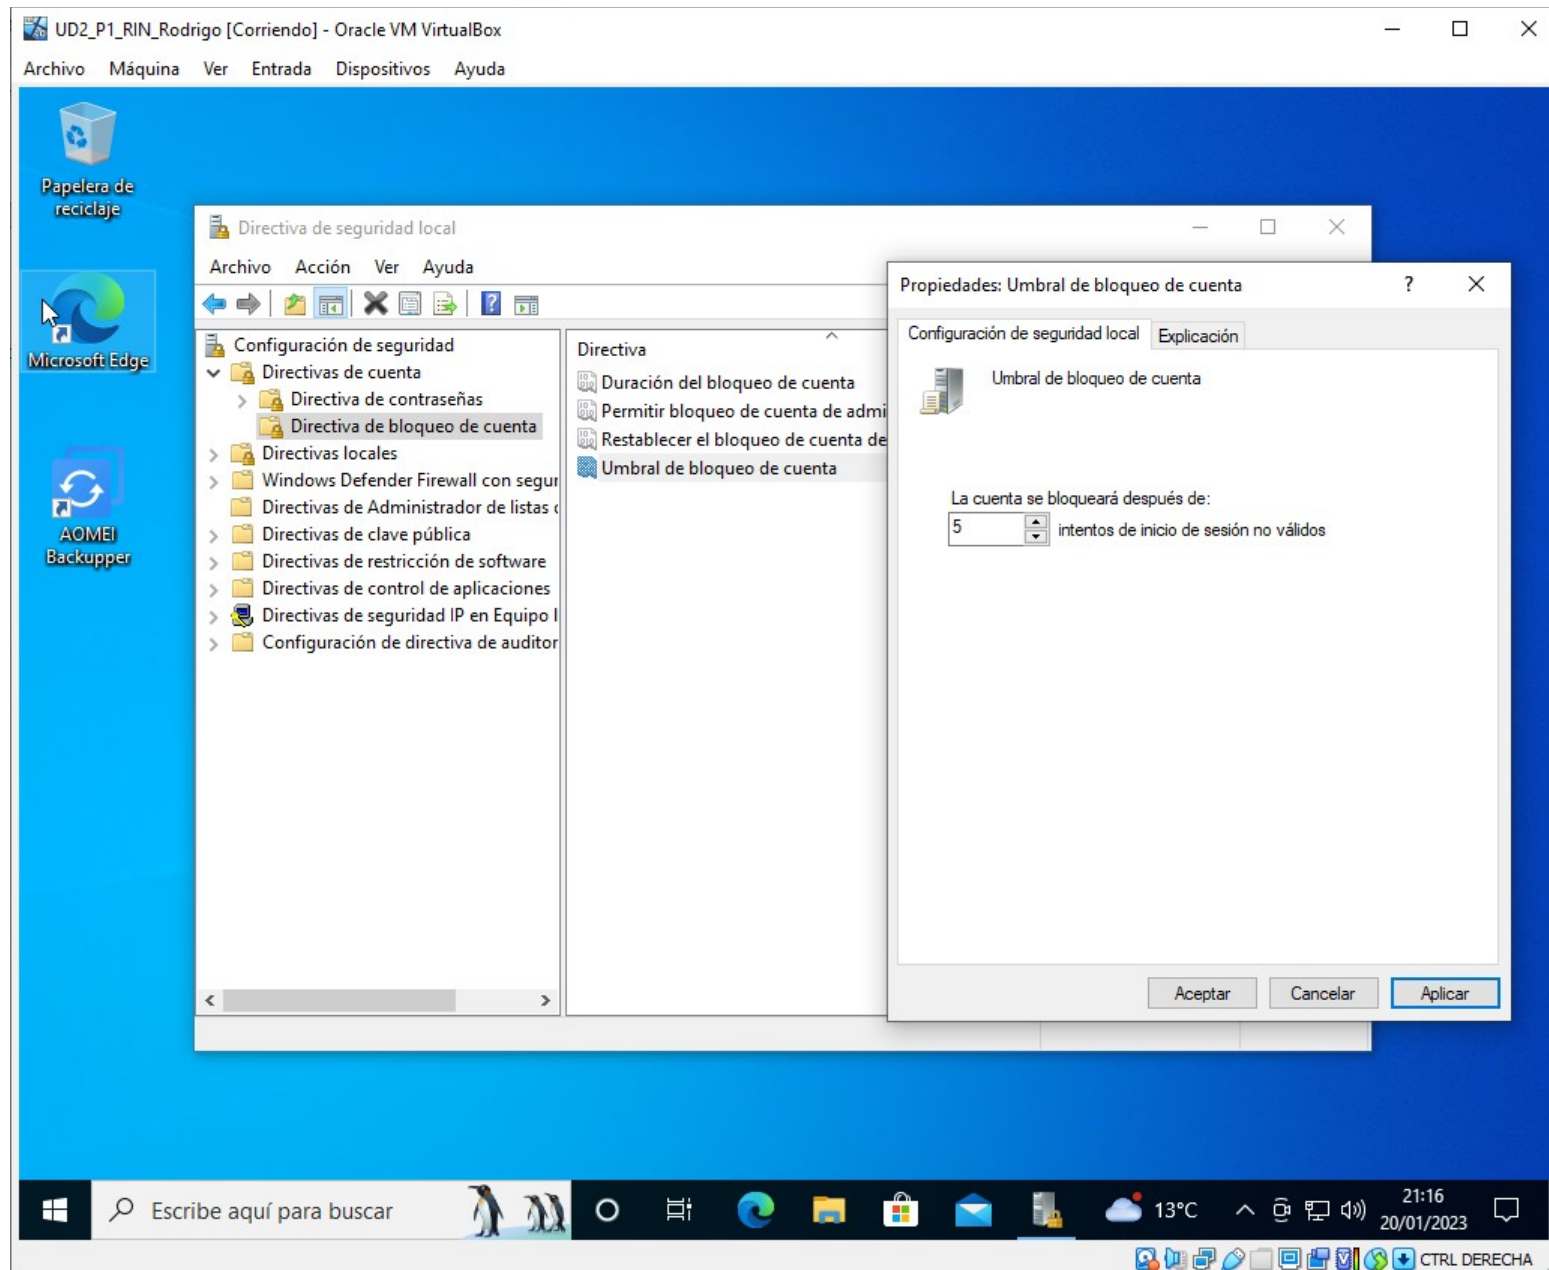 UD2_P1_RIN_Rodrigo [Corriendo] - Oracle VM VirtualBox
Archivo Máquina Ver Entrada Dispositivos Ayuda
Papelera de
reciclaje
Microsoft Edge
AOMEI
Backupper
Directiva de seguridad local
Archivo Acción Ver Ayuda
Configuración de seguridad
Directivas de cuenta
Directiva de contraseñas
Directiva de bloqueo de cuenta
Directivas locales
Windows Defender Firewall con segur
Directivas de Administrador de listas
Directivas de clave pública
Directivas de restricción de software
Directivas de control de aplicaciones
Directivas de seguridad IP en Equipo l
Configuración de directiva de auditor
Directiva
Duración del bloqueo de cuenta
Permitir bloqueo de cuenta de admi
Restablecer el bloqueo de cuenta de
Umbral de bloqueo de cuenta
Propiedades: Umbral de bloqueo de cuenta ?
Configuración de seguridad local Explicación
Umbral de bloqueo de cuenta
La cuenta se bloqueará después de:
5 intentos de inicio de sesión no válidos
Aceptar Cancelar Aplicar
Escribe aquí para buscar
13°C
21:16
20/01/2023
CTRL DERECHA